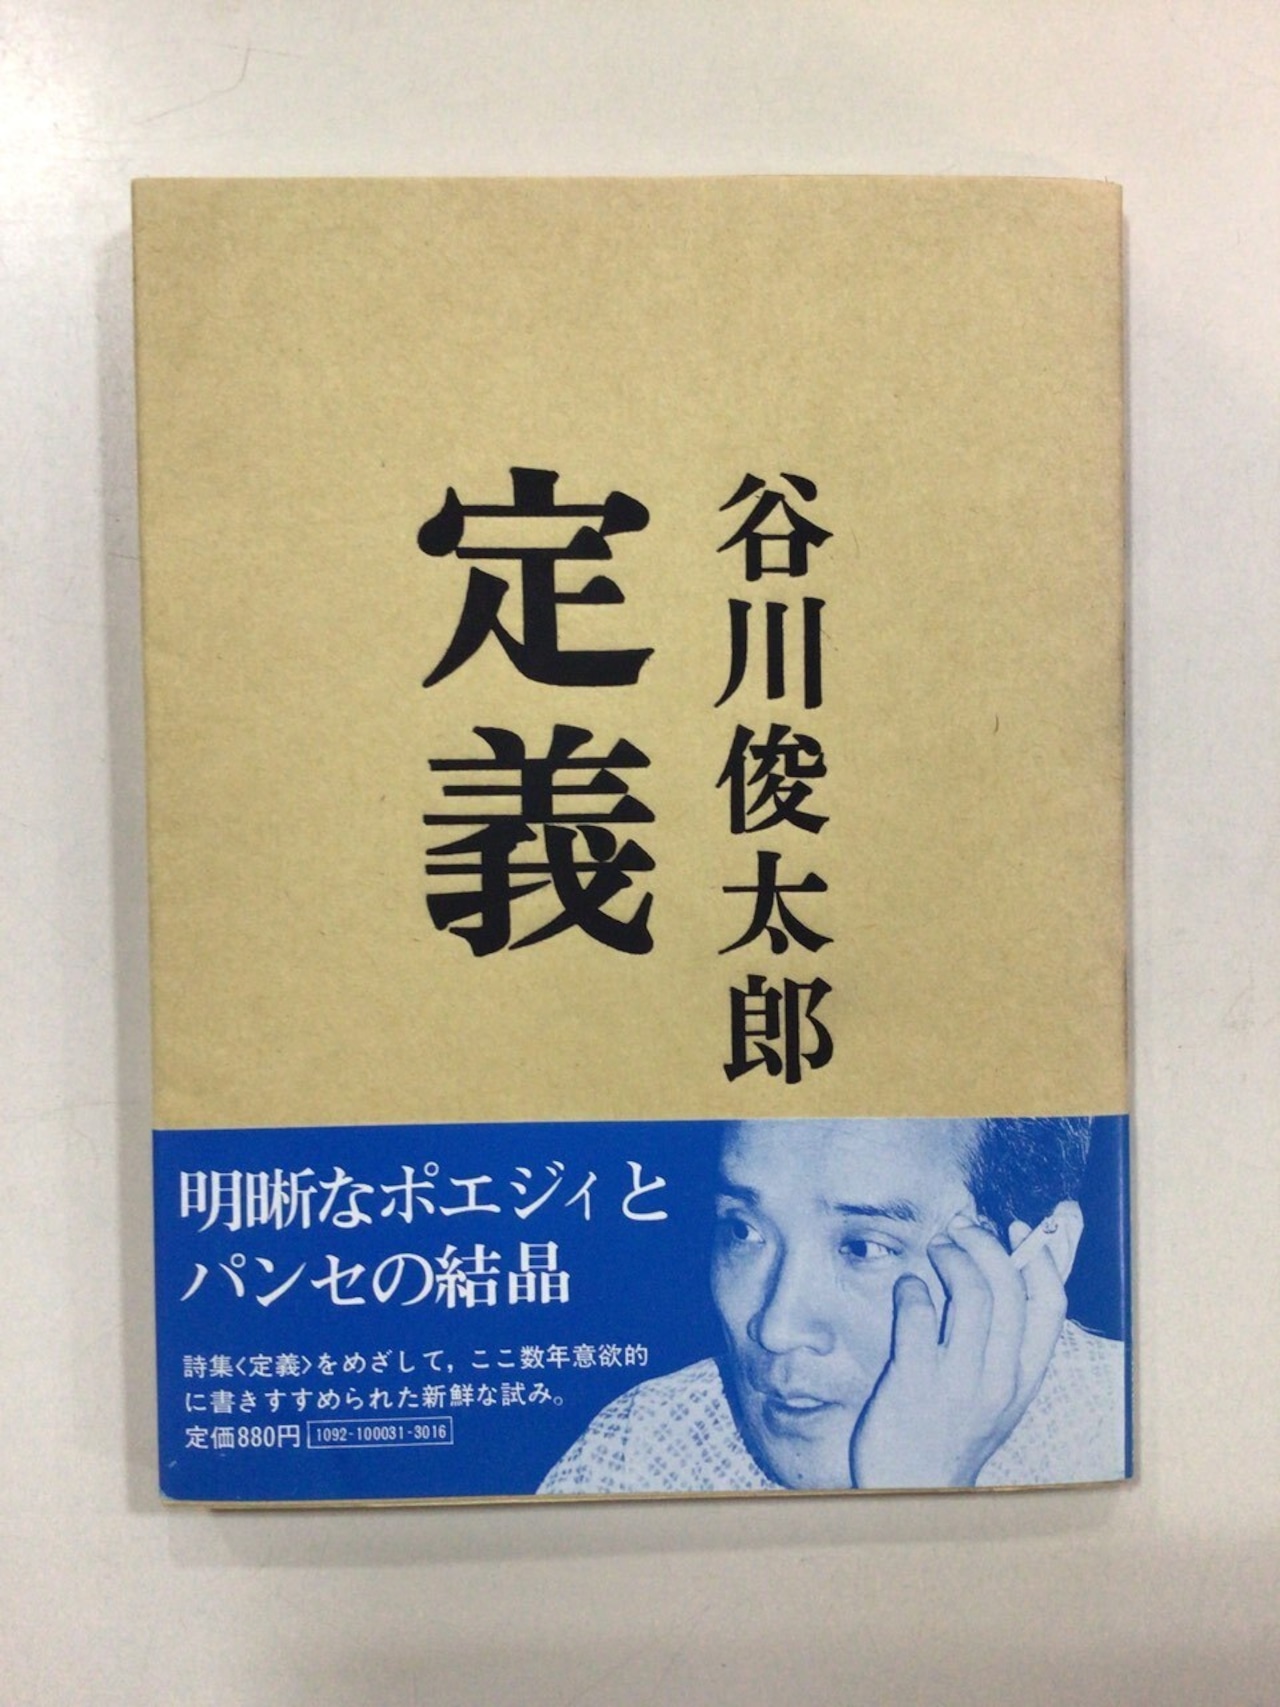 谷川俊太郎
定義
明晰なポエジィと
パンセの結晶
詩集<定義>をめざして，ここ数年意欲的
に書きすすめられた新鮮な試み。
定価880円 1092-100031-3016